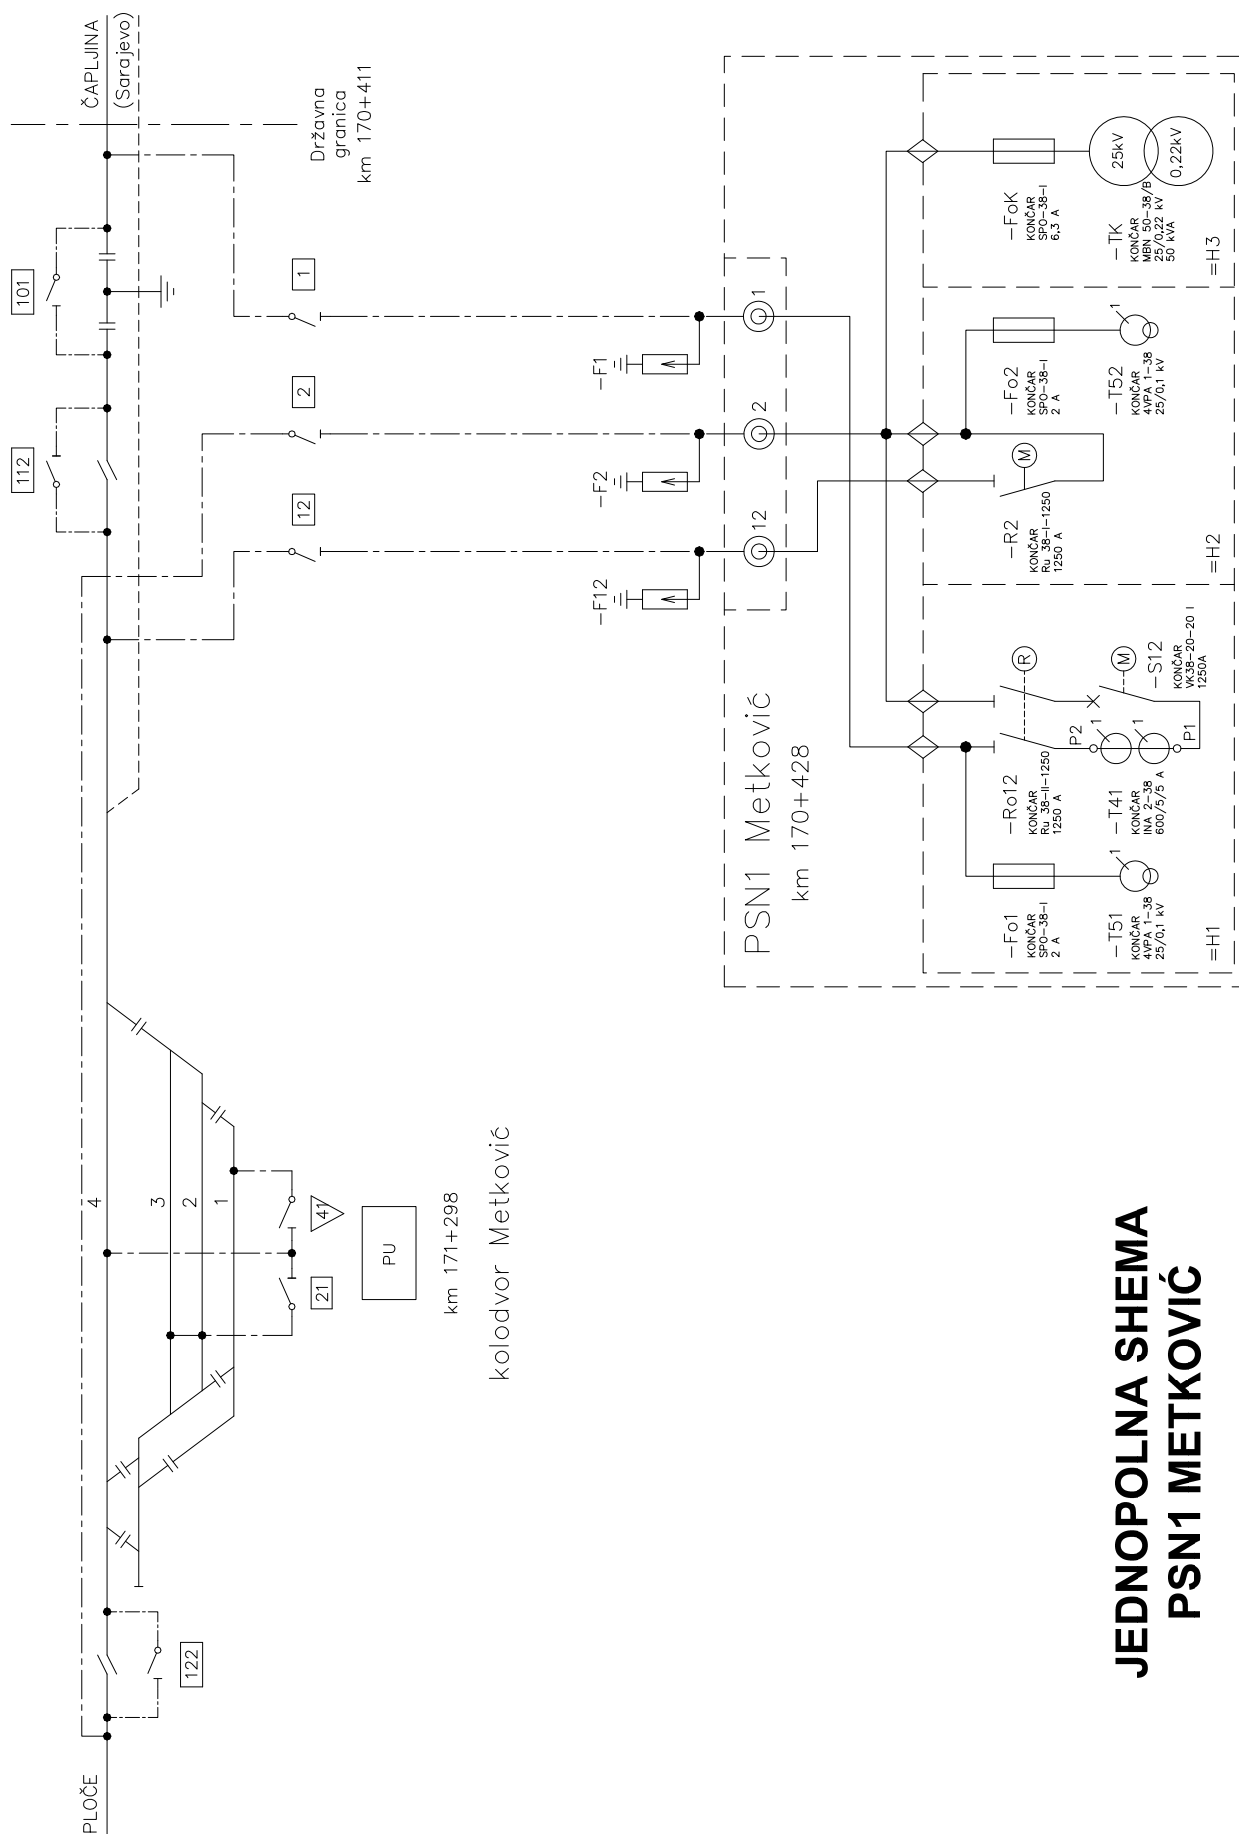 PLOČE
122
4
3
2
1
21
41
PU
km 171+298
kolodvor Metković
112
101
ČAPLJINA
(Sarajevo)
Državna
granica
km 170+411
12
2
1
-F12
-F2
-F1
12
2
1
PSN1 Metković
km 170+428
-Fo1
KONČAR
SPO-38-I
2 A
-T51
KONČAR
4VPA 1-38
25/0,1 kV
1
=H1
-Ro12
KONČAR
Ru 38-II-1250
1250 A
R
-T41
KONČAR
INA 2-38
600/5/5 A
P2
1
1
P1
M
-S12
KONČAR
VK38-20-20 I
1250A
-R2
KONČAR
Ru 38-I-1250
1250 A
M
=H2
-Fo2
KONČAR
SPO-38-I
2 A
-T52
KONČAR
4VPA 1-38
25/0,1 kV
1
-FoK
KONČAR
SPO-38-I
6,3 A
-TK
KONČAR
MBN 50-38/B
25/0,22 kV
50 kVA
25kV
0,22kV
=H3
JEDNOPOLNA SHEMA
PSN1 METKOVIĆ